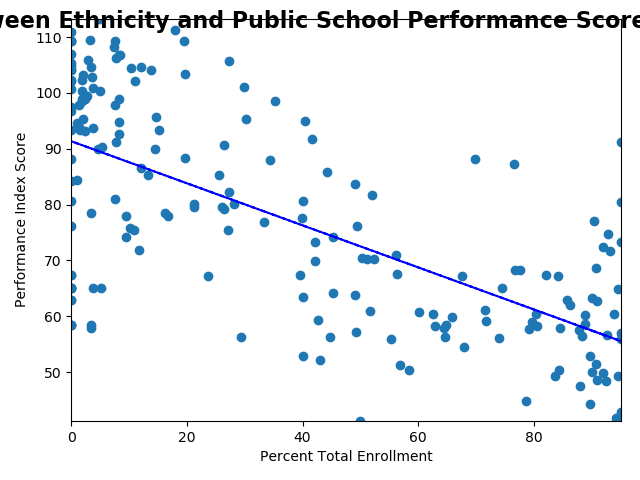 ween Ethnicity and Public School Performance Score
110
100
90
80
70
60
50
0 20 40 60 80
Performance Index Score
Percent Total Enrollment